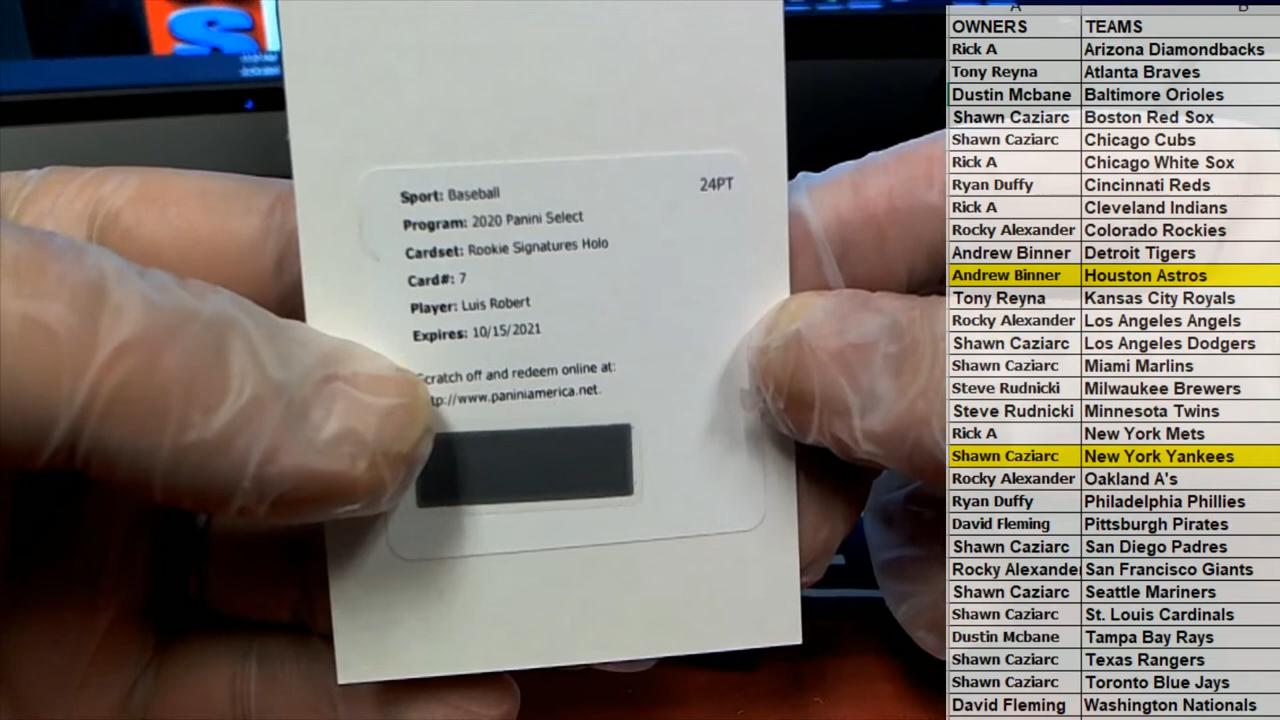 S
Sport: Baseball
24PT
Program: 2020 Panini Select
Cardset: Rookie Signatures Holo
Card#: 7
Player: Luis Robert
Expires: 10/15/2021
Scratch off and redeem online at:
tp://www.paniniamerica.net.
A B
OWNERS TEAMS
Rick A Arizona Diamondbacks
Tony Reyna Atlanta Braves
Dustin Mcbane Baltimore Orioles
Shawn Caziarc Boston Red Sox
Shawn Caziarc Chicago Cubs
Rick A Chicago White Sox
Ryan Duffy Cincinnati Reds
Rick A Cleveland Indians
Rocky Alexander Colorado Rockies
Andrew Binner Detroit Tigers
Andrew Binner Houston Astros
Tony Reyna Kansas City Royals
Rocky Alexander Los Angeles Angels
Shawn Caziarc Los Angeles Dodgers
Shawn Caziarc Miami Marlins
Steve Rudnicki Milwaukee Brewers
Steve Rudnicki Minnesota Twins
Rick A New York Mets
Shawn Caziarc New York Yankees
Rocky Alexander Oakland A's
Ryan Duffy Philadelphia Phillies
David Fleming Pittsburgh Pirates
Shawn Caziarc San Diego Padres
Rocky Alexander San Francisco Giants
Shawn Caziarc Seattle Mariners
Shawn Caziarc St. Louis Cardinals
Dustin Mcbane Tampa Bay Rays
Shawn Caziarc Texas Rangers
Shawn Caziarc Toronto Blue Jays
David Fleming Washington Nationals